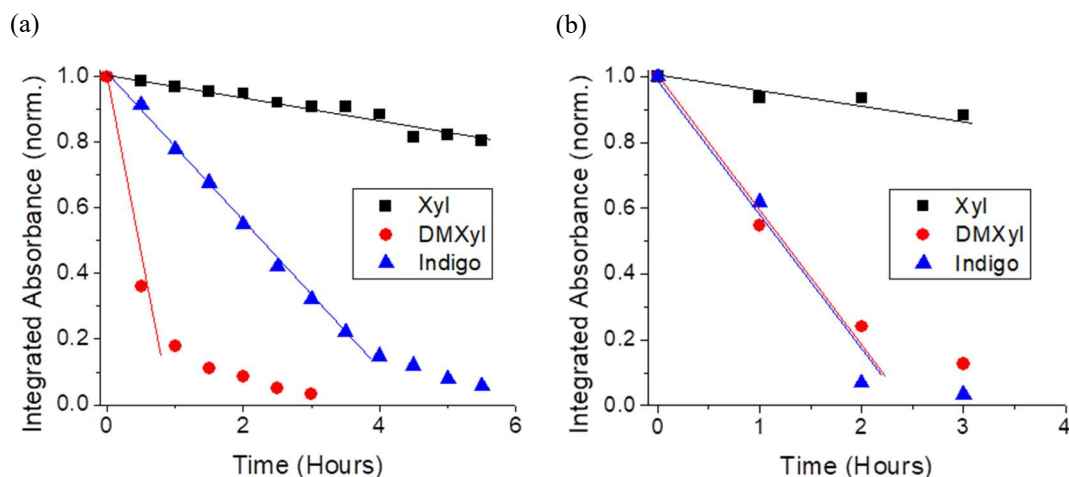 (a)
(b)
Integrated Absorbance (norm.)
1.0
0.8
0.6
0.4
0.2
0.0
Xyl
DMXyl
Indigo
0
2
4
6
Time (Hours)
Integrated Absorbance (norm.)
1.0
0.8
0.6
0.4
0.2
0.0
Xyl
DMXyl
Indigo
0
1
2
3
4
Time (Hours)